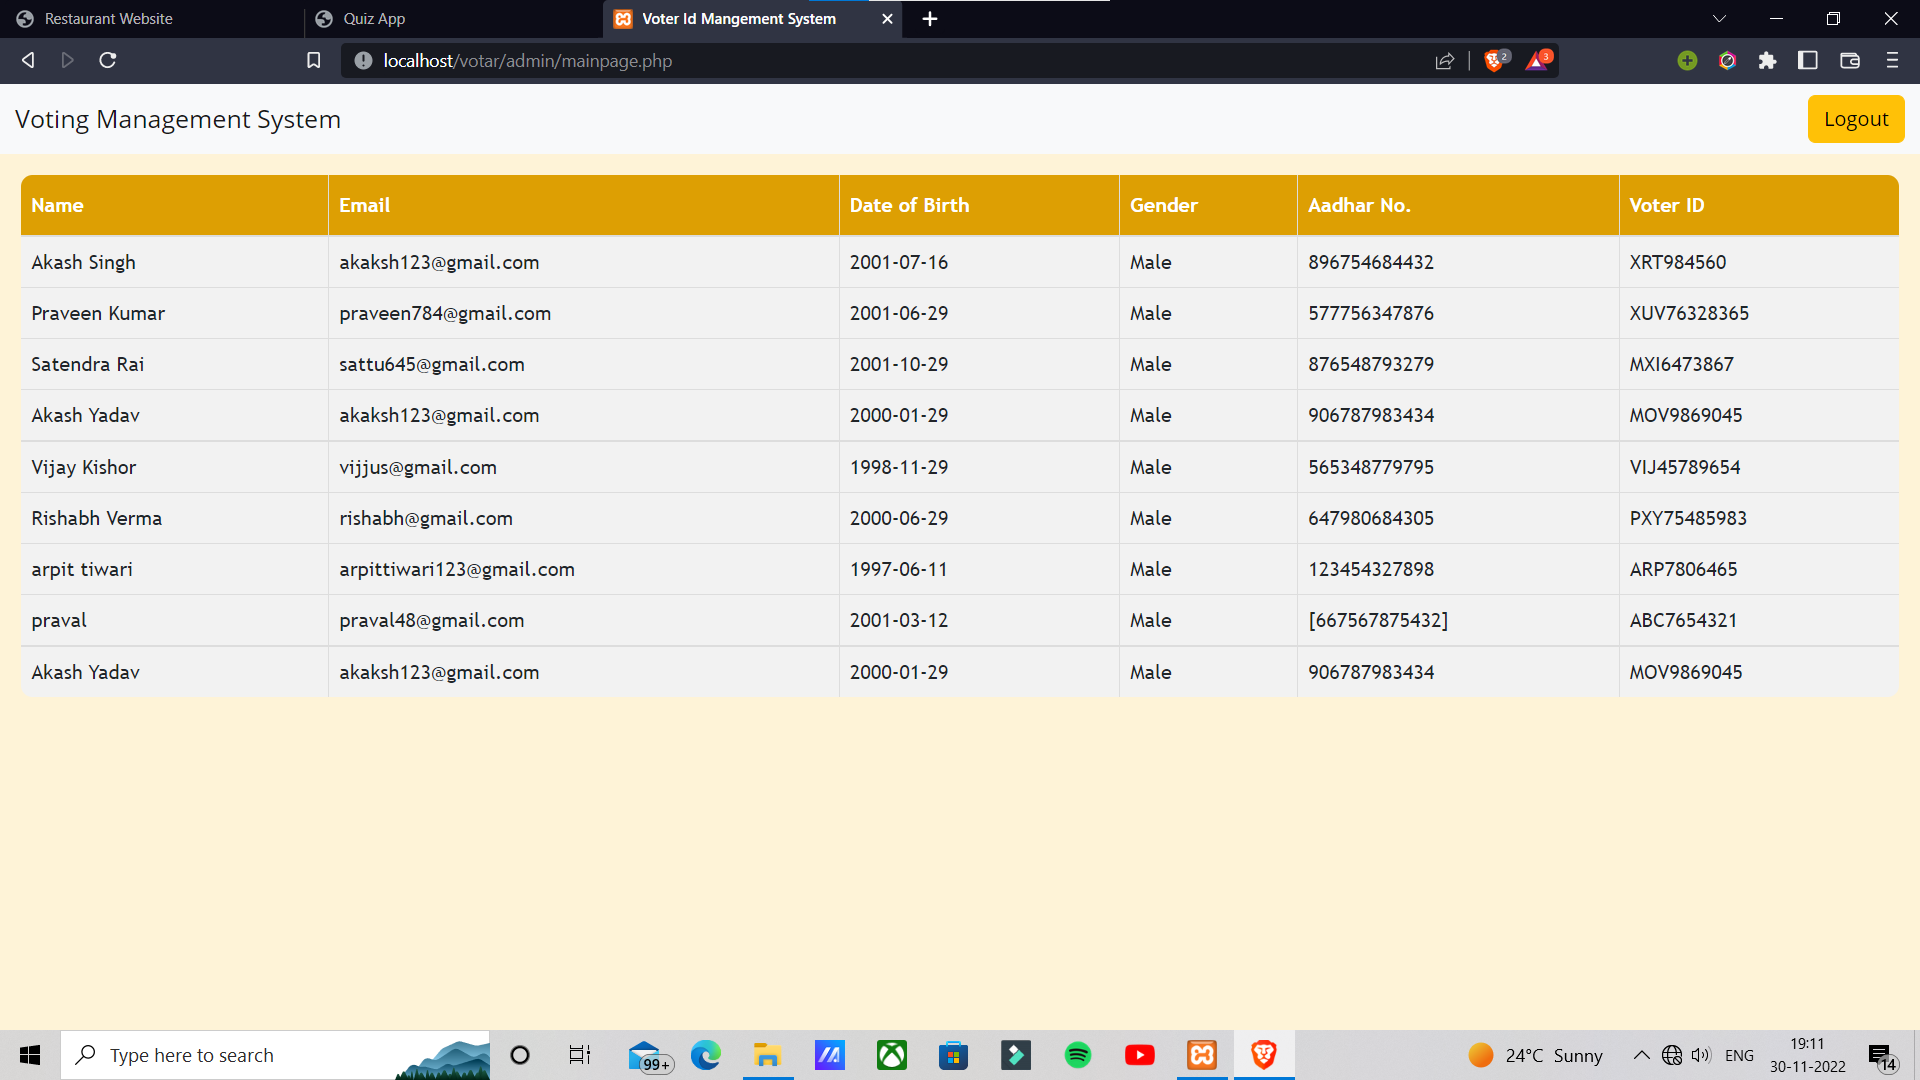 Restaurant Website Quiz App Voter Id Mangement System
localhost/votar/admin/mainpage.php 2 3
Voting Management System Logout
Name Email Date of Birth Gender Aadhar No. Voter ID
Akash Singh akaksh123@gmail.com 2001-07-16 Male 896754684432 XRT984560
Praveen Kumar praveen784@gmail.com 2001-06-29 Male 577756347876 XUV76328365
Satendra Rai sattu645@gmail.com 2001-10-29 Male 876548793279 MXI6473867
Akash Yadav akaksh123@gmail.com 2000-01-29 Male 906787983434 MOV9869045
Vijay Kishor vijjus@gmail.com 1998-11-29 Male 565348779795 VIJ45789654
Rishabh Verma rishabh@gmail.com 2000-06-29 Male 647980684305 PXY75485983
arpit tiwari arpittiwari123@gmail.com 1997-06-11 Male 123454327898 ARP7806465
praval praval48@gmail.com 2001-03-12 Male [667567875432] ABC7654321
Akash Yadav akaksh123@gmail.com 2000-01-29 Male 906787983434 MOV9869045
Type here to search 99+ 24°C Sunny ENG 19:11
30-11-2022 14